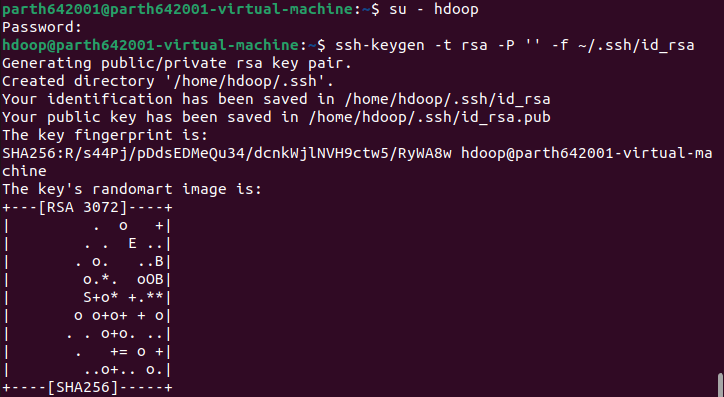 parth642001@parth642001-virtual-machine:~$ su - hdoop
Password:
hdoop@parth642001-virtual-machine:~$ ssh-keygen -t rsa -P '' -f ~/.ssh/id_rsa
Generating public/private rsa key pair.
Created directory '/home/hdoop/.ssh'.
Your identification has been saved in /home/hdoop/.ssh/id_rsa
Your public key has been saved in /home/hdoop/.ssh/id_rsa.pub
The key fingerprint is:
SHA256:R/s44Pj/pDdsEDMeQu34/dcnkWjlNVH9ctw5/RyWA8w hdoop@parth642001-virtual-ma
chine
The key's randomart image is:
+---[RSA 3072]----+
|          .  o   +|
|         . .  E ..|
|        . o.   ..B|
|         o.*.  oOB|
|         S+o* +.**|
|        o o+o+ + o|
|       . . o+o. ..|
|        .   += o +|
|         ..o+.. o.|
+----[SHA256]-----+